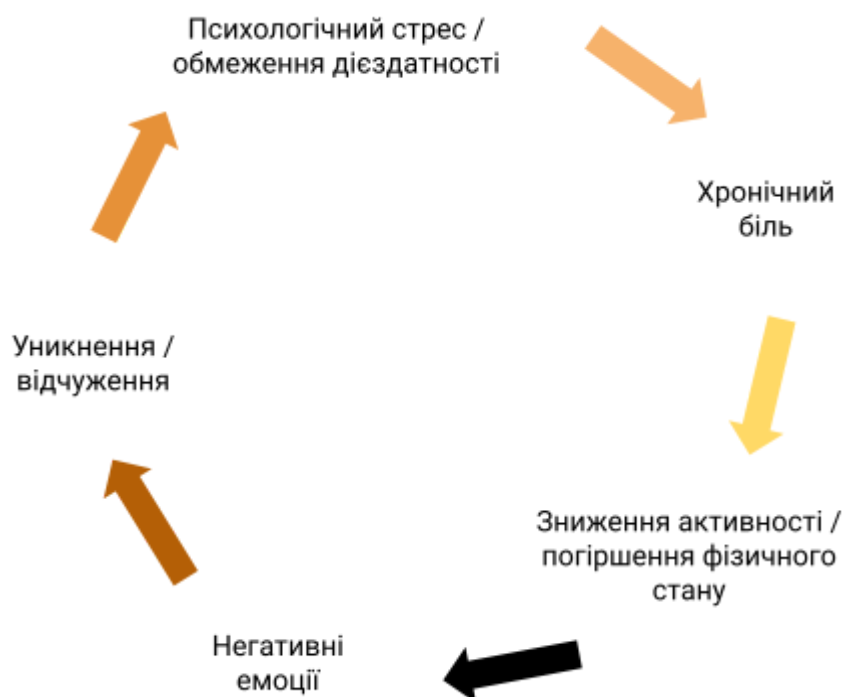 Психологічний стрес /
обмеження дієздатності
Хронічний
біль
Зниження активності /
погіршення фізичного
стану
Негативні
емоції
Уникнення /
відчуження